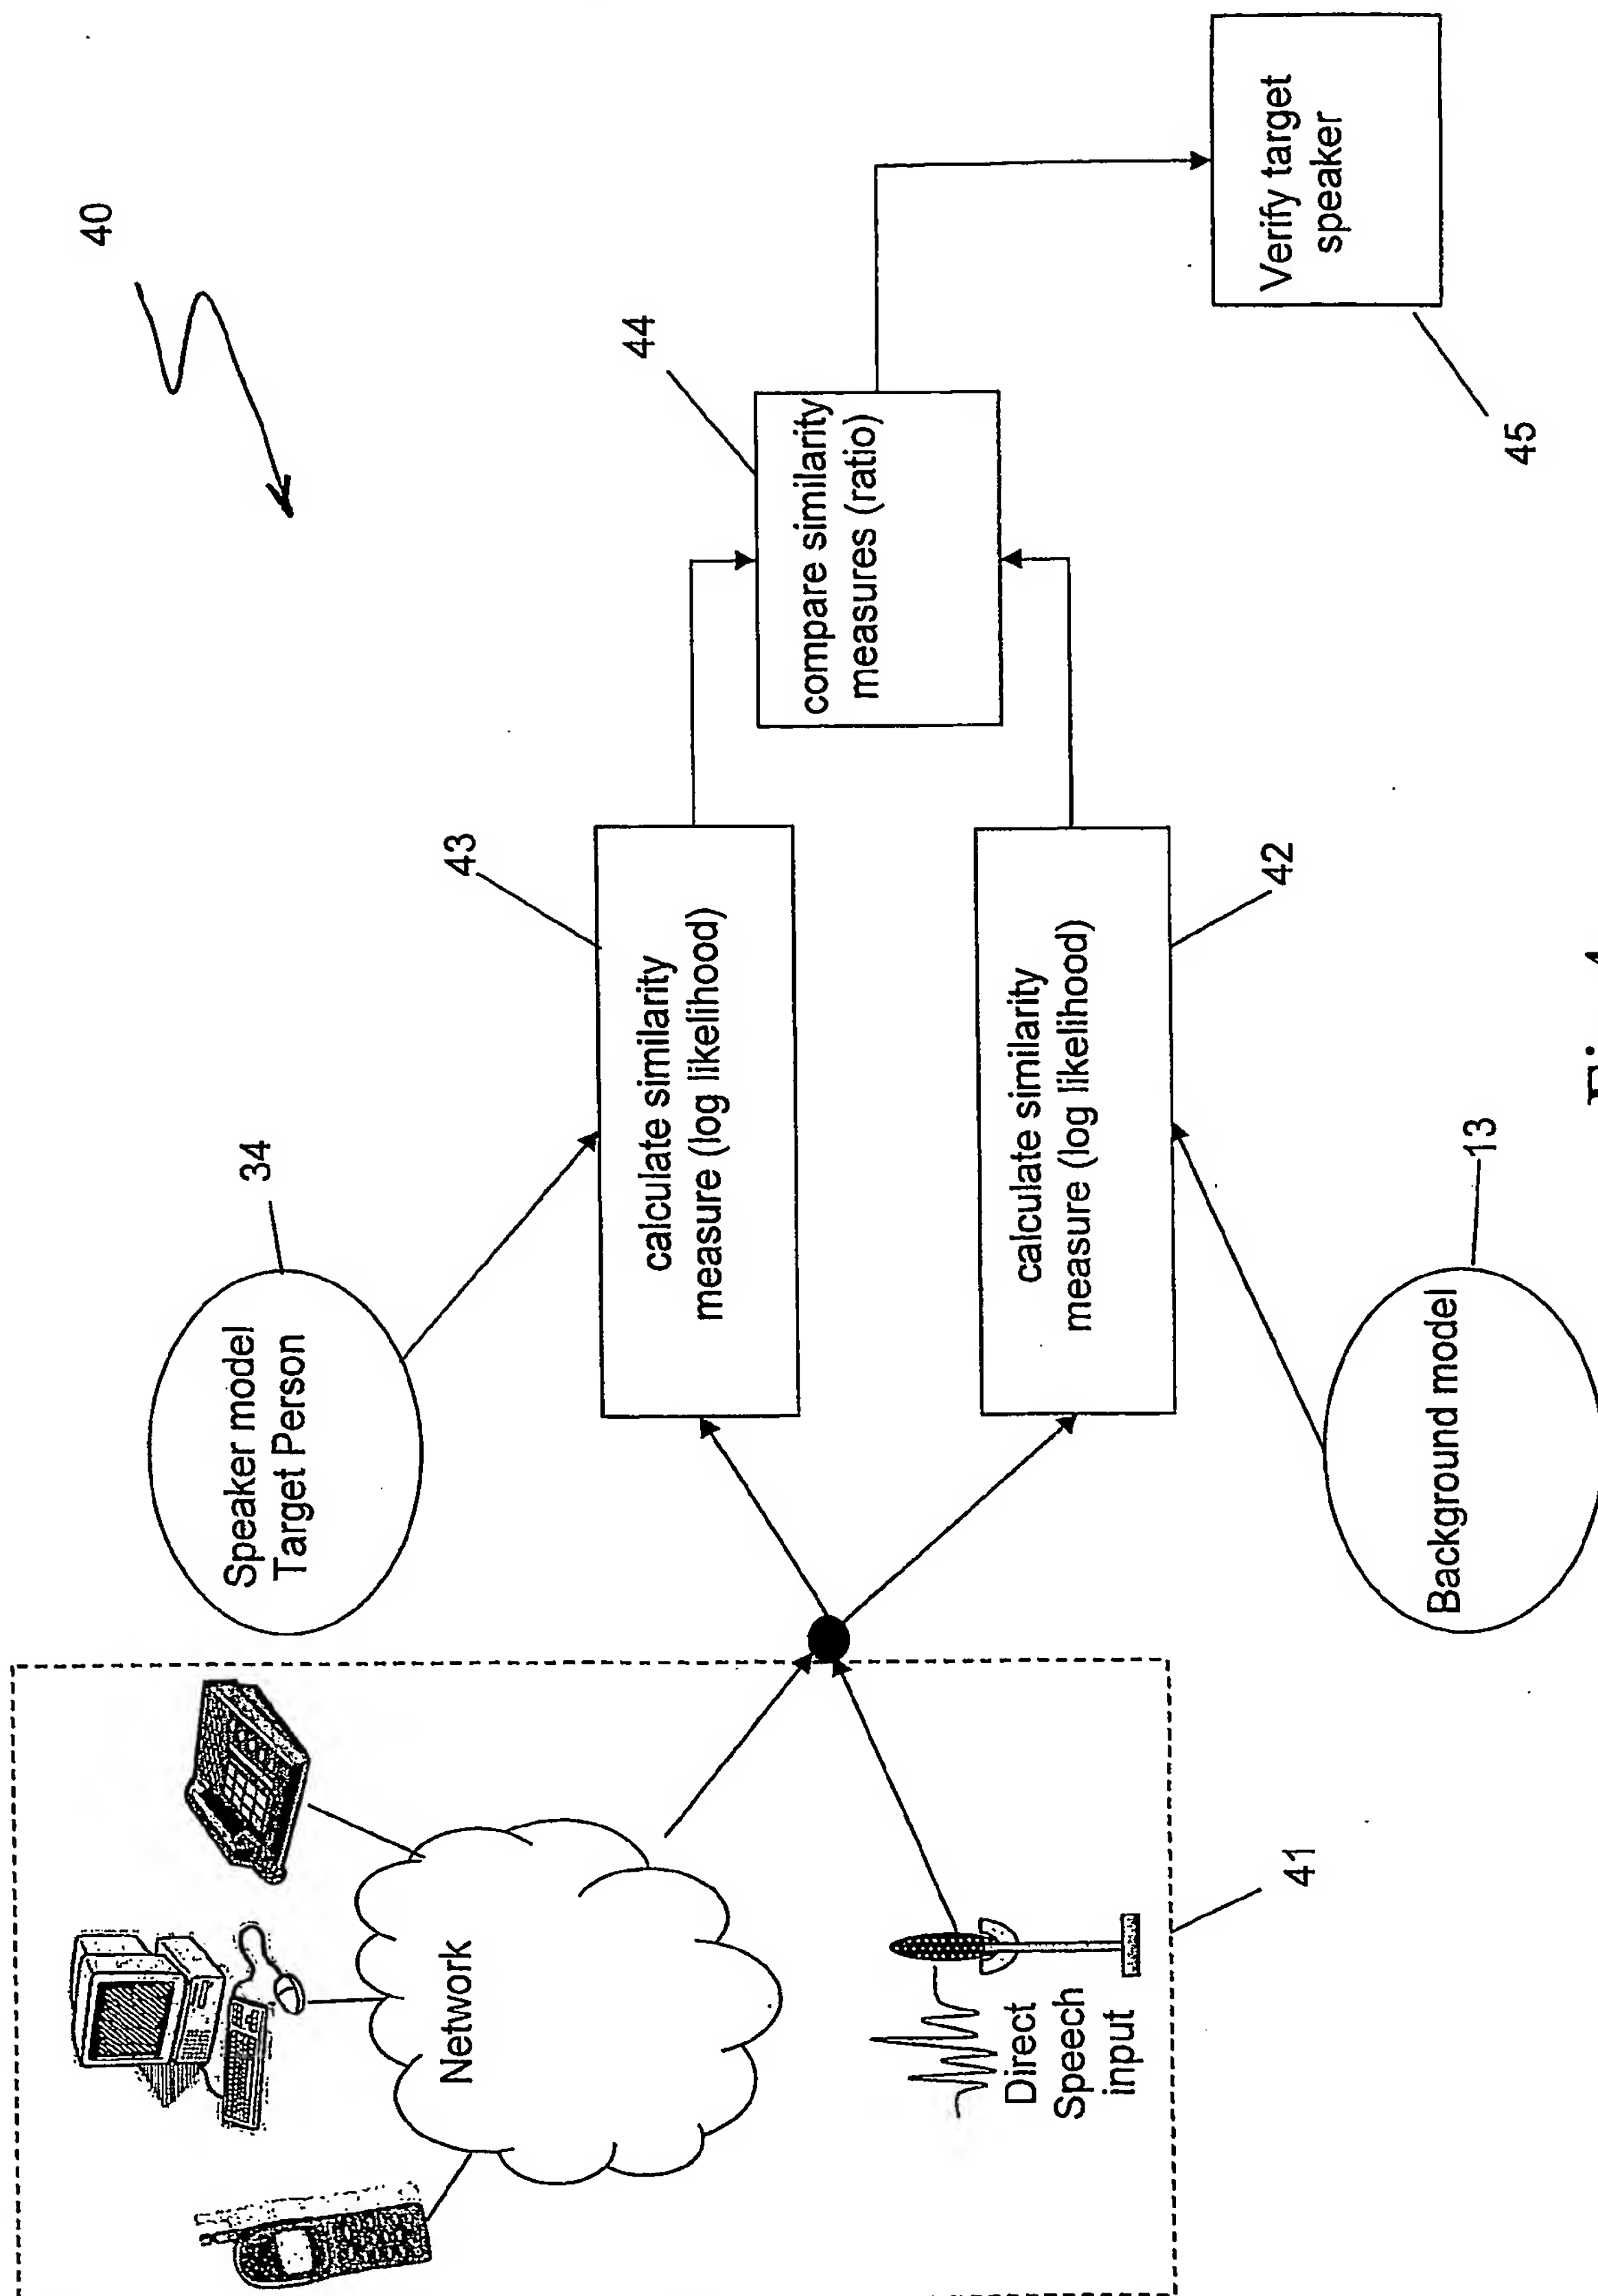 40
34
Speaker model
Target Person
43
calculate similarity
measure (log likelihood)
44
compare similarity
measures (ratio)
Network
Direct
Speech
input
41
calculate similarity
measure (log likelihood)
42
Verify target
speaker
45
13
Background model